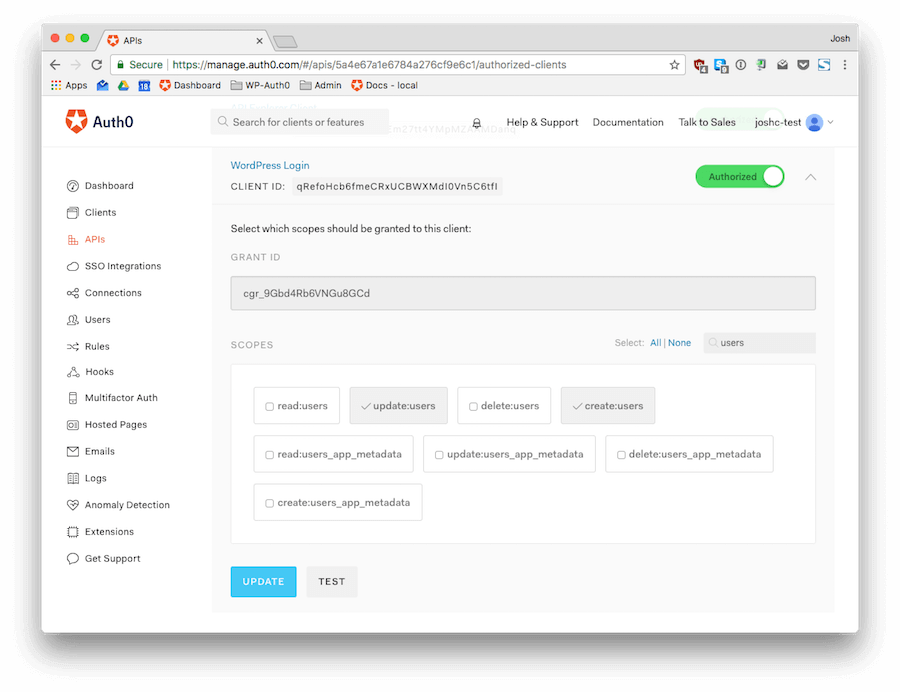 APIs
Josh
Secure https://manage.auth0.com/#/apis/5a4e67a1e6784a276cf9e6c1/authorized-clients
Apps 18 Dashboard WP-Auth0 Admin Docs - local
Auth0
Search for clients or features
Help & Support Documentation Talk to Sales joshc-test
Dashboard
Clients
APIs
SSO Integrations
Connections
Users
Rules
Hooks
Multifactor Auth
Hosted Pages
Emails
Logs
Anomaly Detection
Extensions
Get Support
WordPress Login
CLIENT ID: qRefoHcb6fmeCRxUCBWXMdI0Vn5C6tfI
Authorized
Select which scopes should be granted to this client:
GRANT ID
cgr_9Gbd4Rb6VNGu8GCd
SCOPES
Select: All | None
users
read:users update:users delete:users create:users
read:users_app_metadata update:users_app_metadata delete:users_app_metadata
create:users_app_metadata
UPDATE TEST